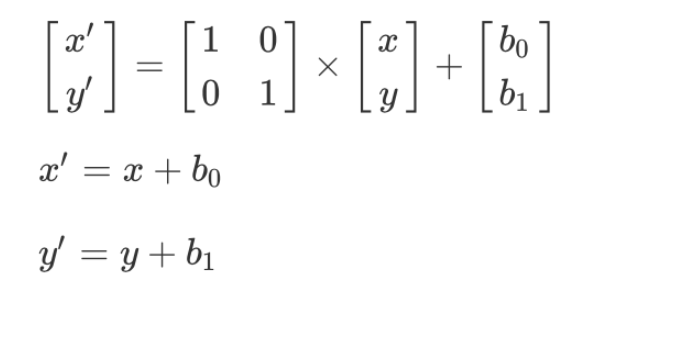 [x' y'] = [1 0 0 1] × [x y] + [b₀ b₁]
x' = x + b₀
y' = y + b₁